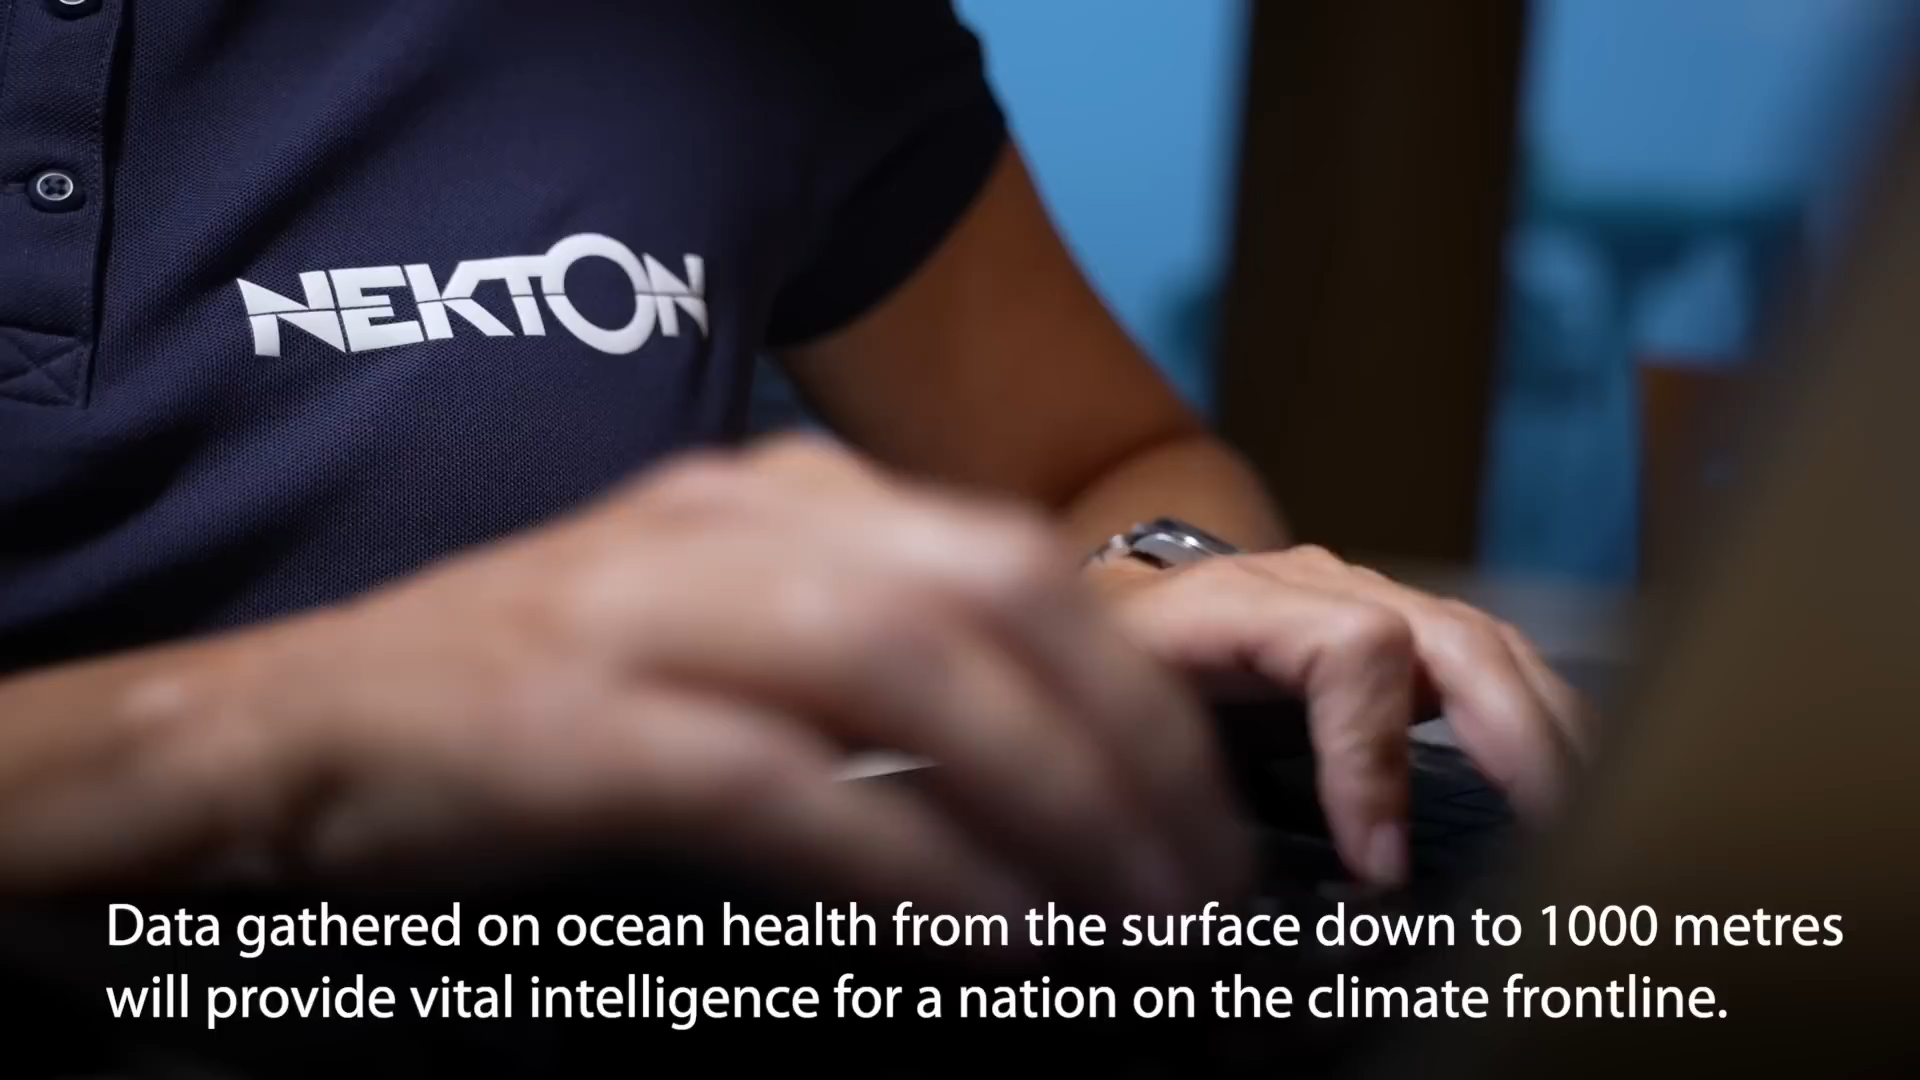 NEKTON
Data gathered on ocean health from the surface down to 1000 metres
will provide vital intelligence for a nation on the climate frontline.